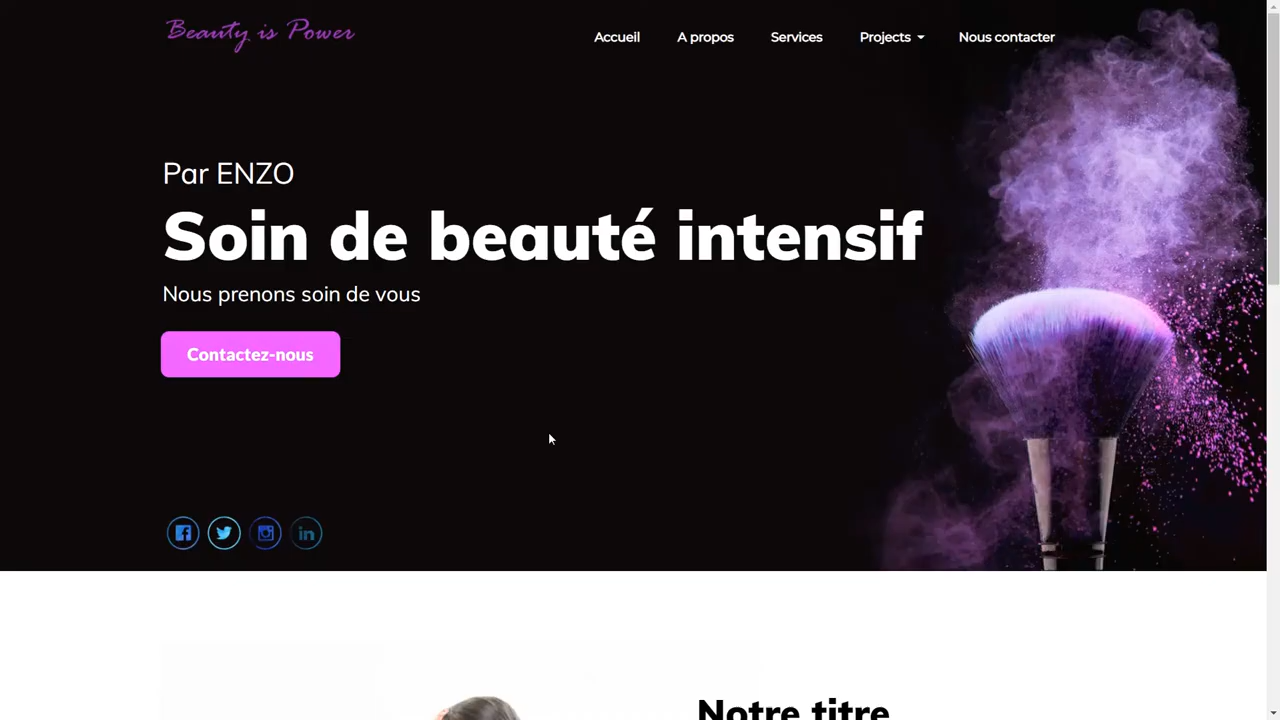 Beauty is Power
Accueil A propos Services Projects Nous contacter
Par ENZO
Soin de beauté intensif
Nous prenons soin de vous
Contactez-nous
Notre titre